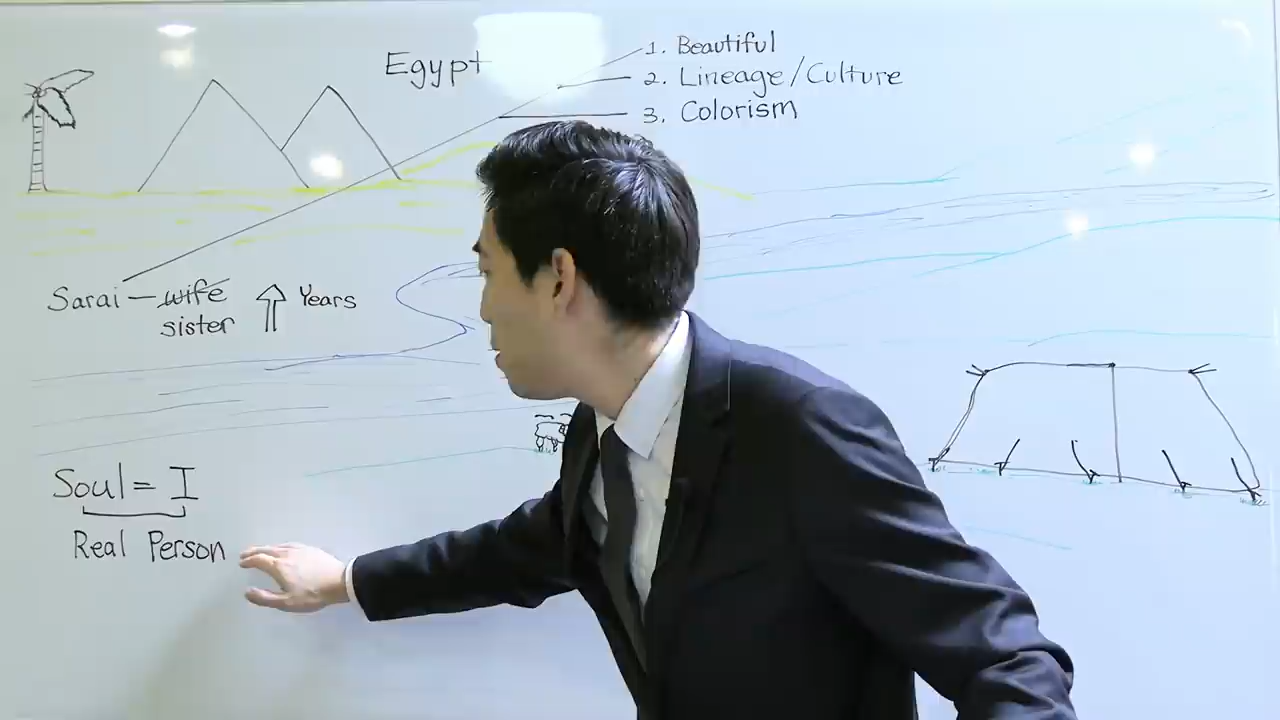 Egypt
1. Beautiful
2. Lineage/Culture
3. Colorism
Sarai – wife
sister
Years
Soul = I
Real Person